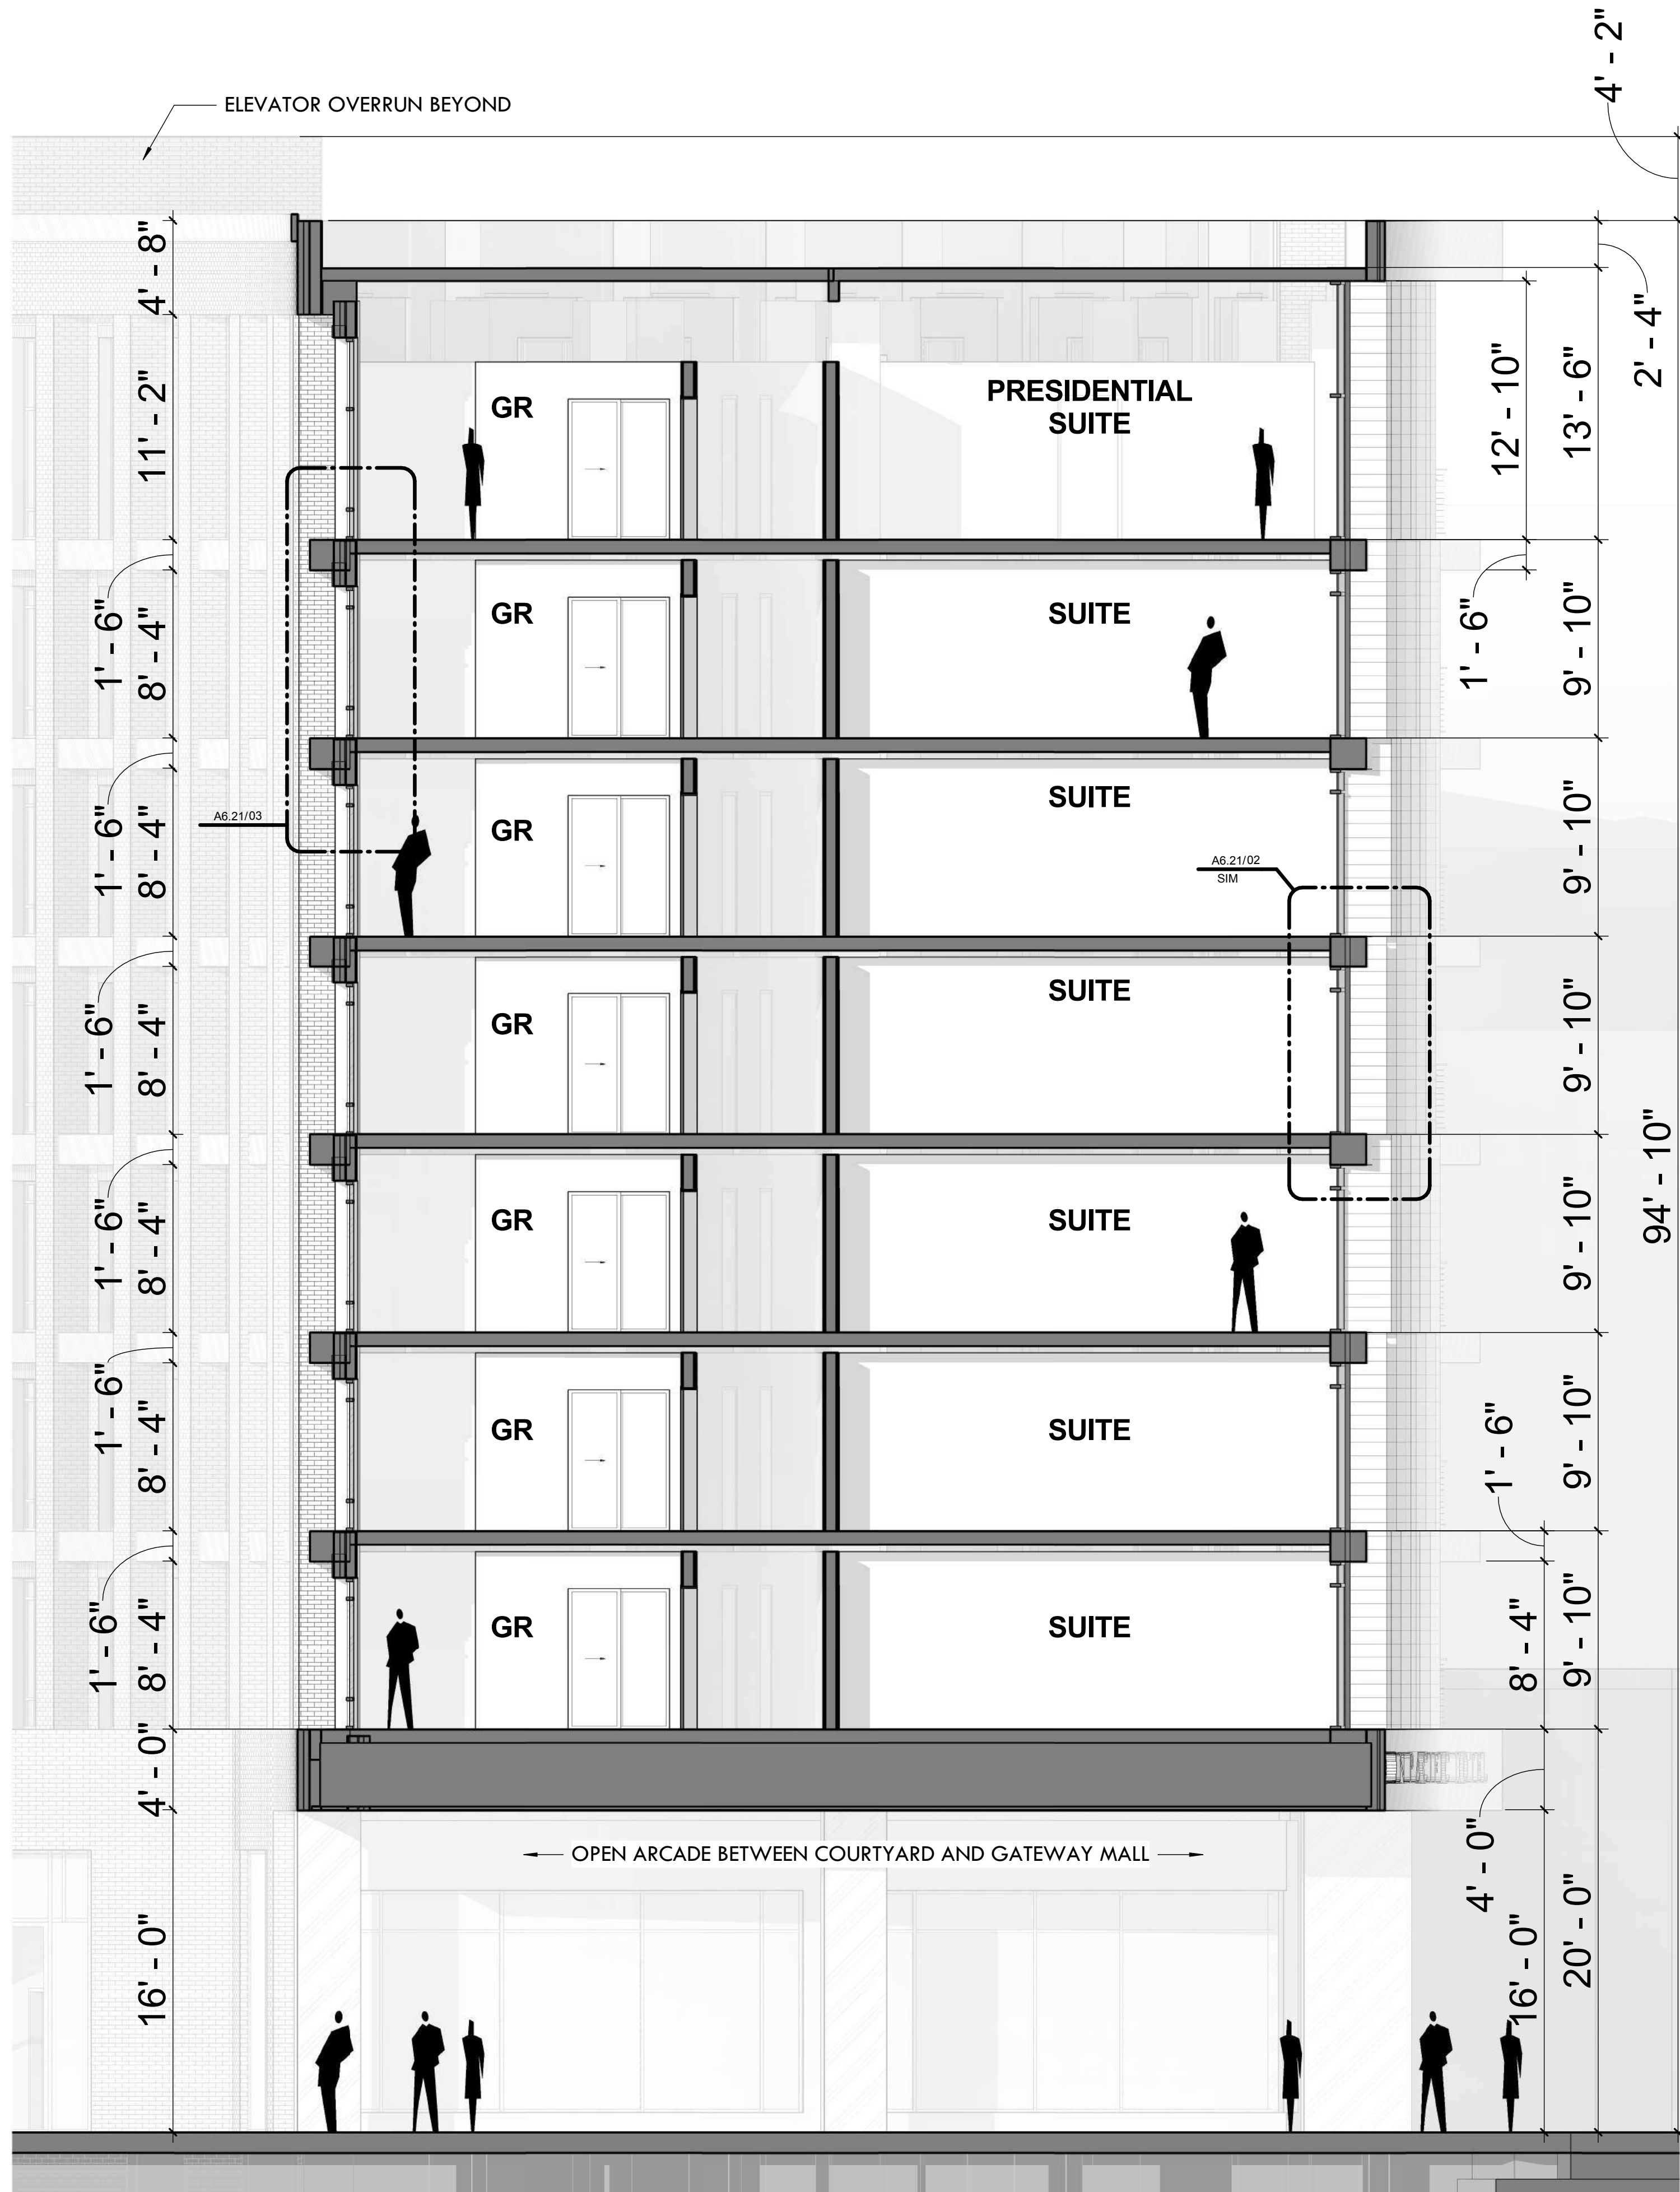 4' - 2"
ELEVATOR OVERRUN BEYOND
4' - 8"
2' - 4"
11' - 2"
GR
PRESIDENTIAL
SUITE
12' - 10"
13' - 6"
1' - 6"
8' - 4"
GR
SUITE
1' - 6"
9' - 10"
1' - 6"
8' - 4"
A6.21/03
GR
SUITE
A6.21/02
SIM
9' - 10"
1' - 6"
8' - 4"
GR
SUITE
9' - 10"
94' - 10"
1' - 6"
8' - 4"
GR
SUITE
9' - 10"
1' - 6"
8' - 4"
GR
SUITE
1' - 6"
9' - 10"
1' - 6"
8' - 4"
GR
SUITE
8' - 4"
9' - 10"
4' - 0"
OPEN ARCADE BETWEEN COURTYARD AND GATEWAY MALL
4' - 0"
16' - 0"
16' - 0"
20' - 0"